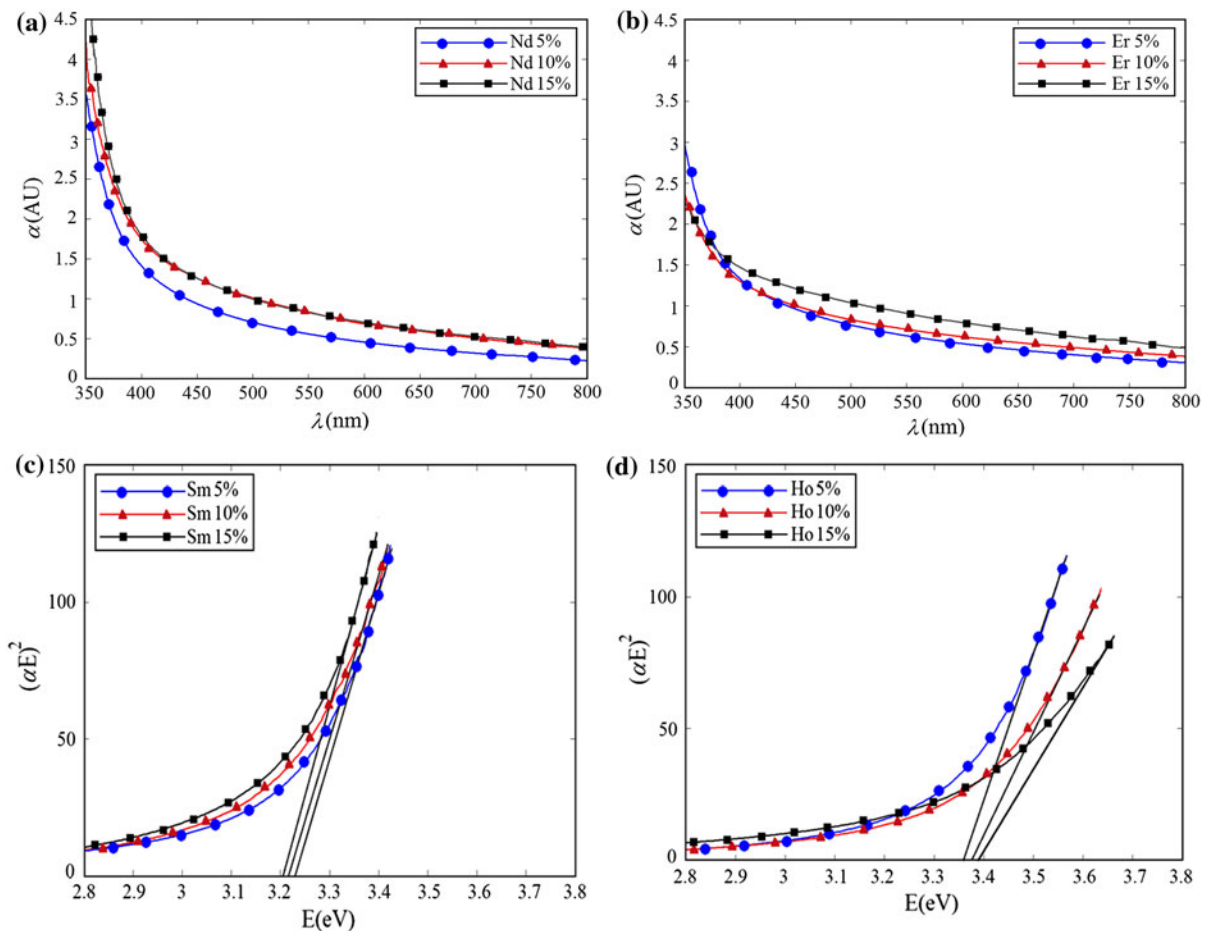 (a)
4.5
4
3.5
3
2.5
2
1.5
1
0.5
0
α(AU)
Nd 5%
Nd 10%
Nd 15%
350 400 450 500 550 600 650 700 750 800
λ(nm)
(b)
4.5
4
3.5
3
2.5
2
1.5
1
0.5
0
α(AU)
Er 5%
Er 10%
Er 15%
350 400 450 500 550 600 650 700 750 800
λ(nm)
(c)
150
100
50
0
(αE)²
Sm 5%
Sm 10%
Sm 15%
2.8 2.9 3 3.1 3.2 3.3 3.4 3.5 3.6 3.7 3.8
E(eV)
(d)
150
100
50
0
(αE)²
Ho 5%
Ho 10%
Ho 15%
2.8 2.9 3 3.1 3.2 3.3 3.4 3.5 3.6 3.7 3.8
E(eV)